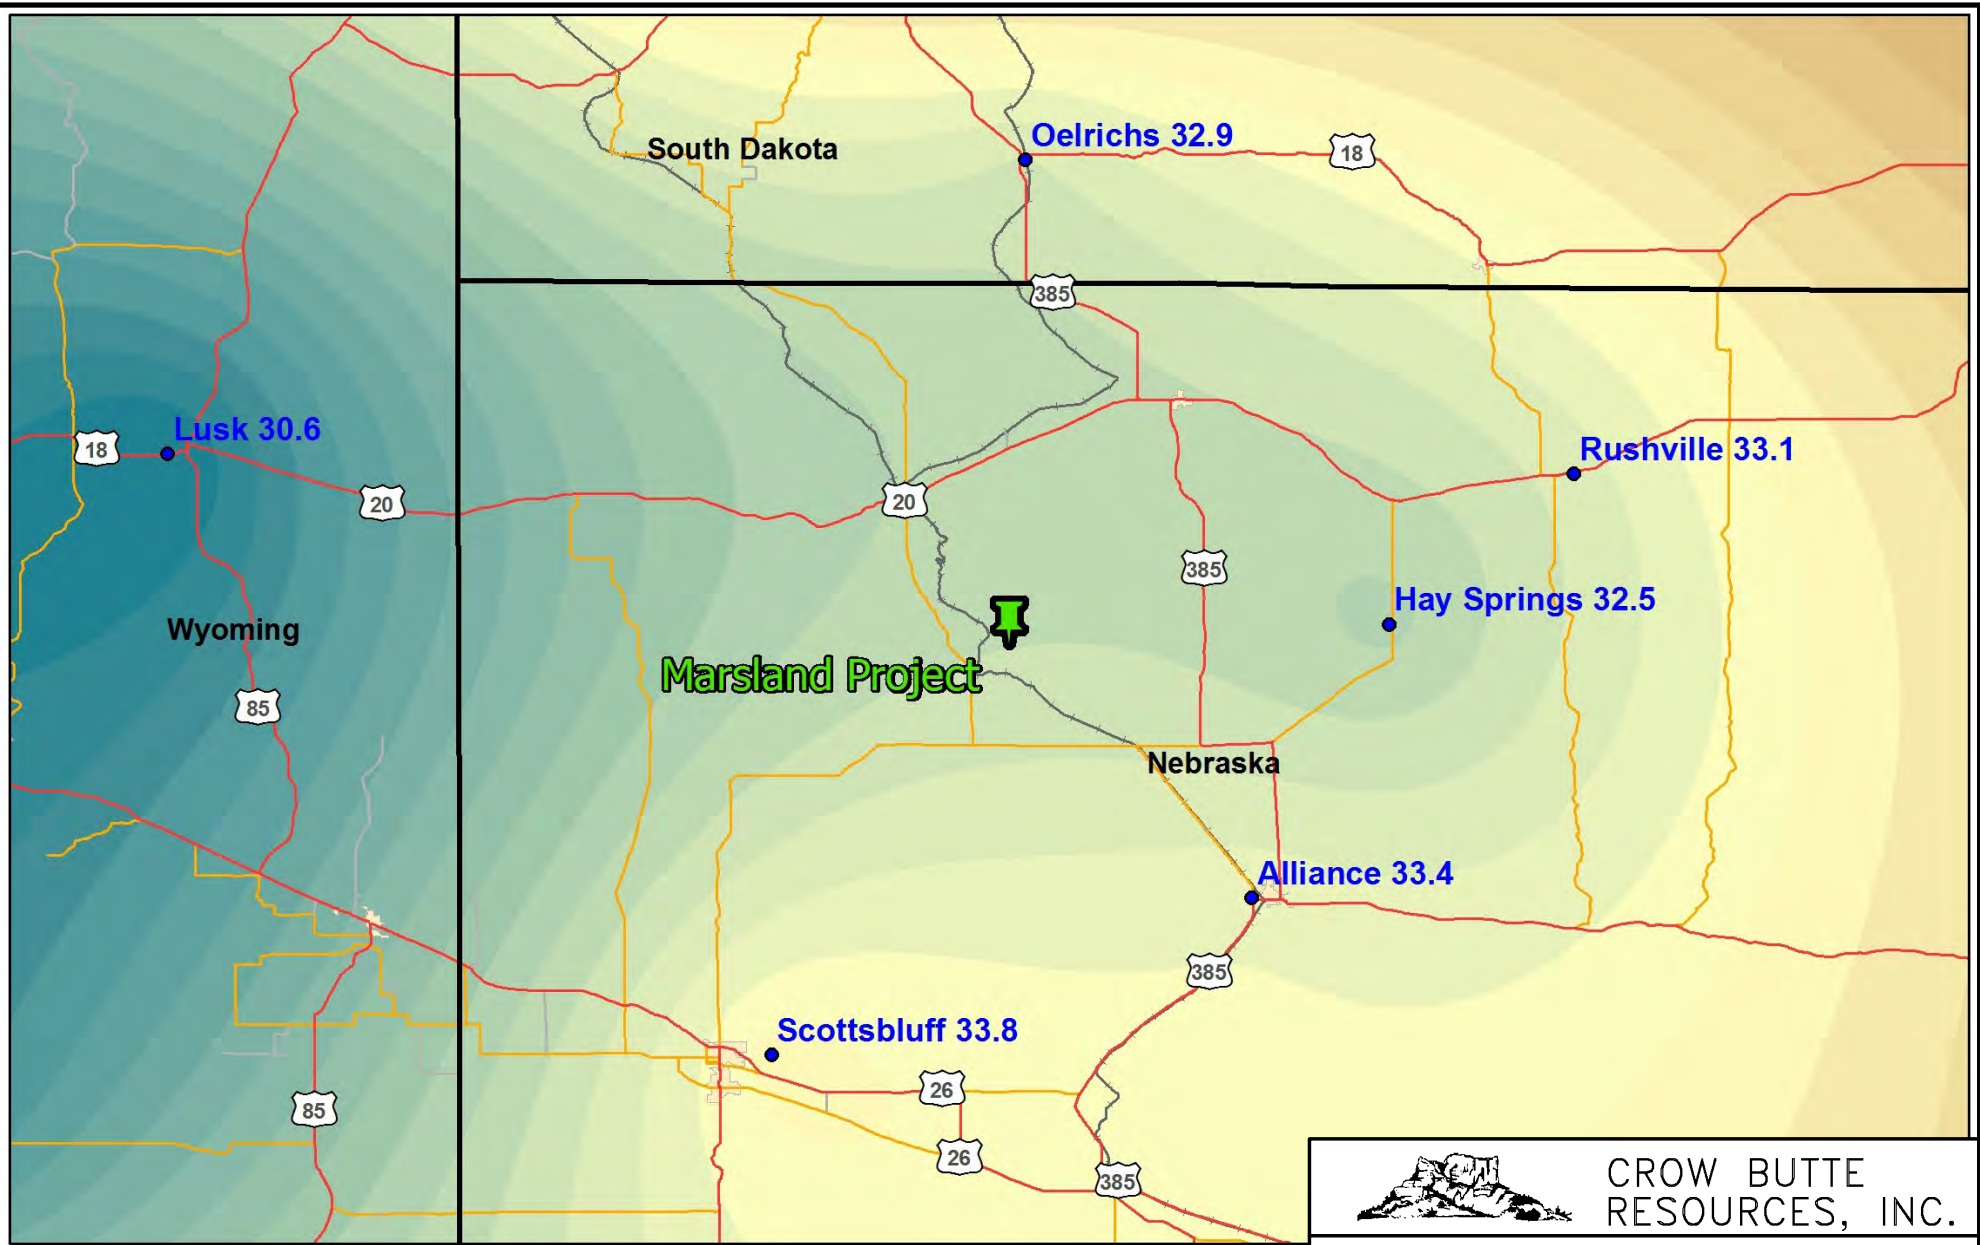 Oelrichs 32.9
South Dakota
18
385
Lusk 30.6
18
20
20
Rushville 33.1
385
Hay Springs 32.5
Wyoming
Marsland Project
85
Nebraska
Alliance 33.4
385
Scottsbluff 33.8
26
85
26
385
CROW BUTTE
RESOURCES, INC.